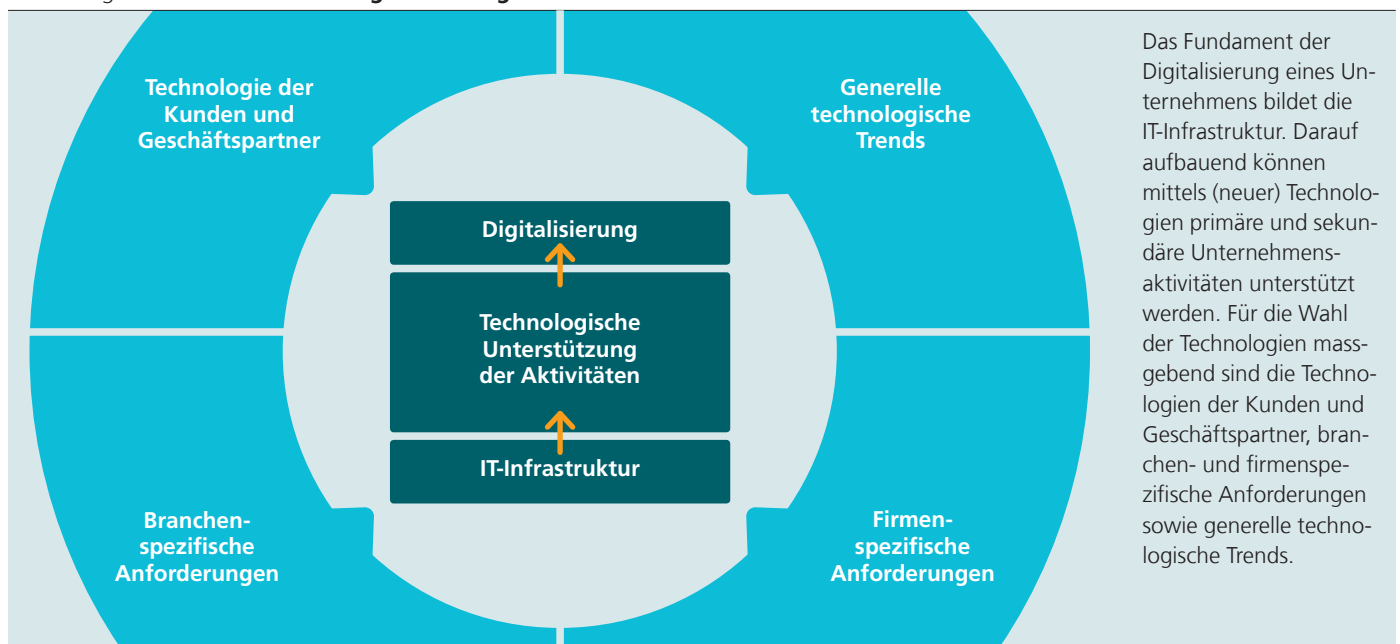 Technologie der
Kunden und
Geschäftspartner
Generelle
technologische
Trends
Digitalisierung
Technologische
Unterstützung
der Aktivitäten
IT-Infrastruktur
Branchen-
spezifische
Anforderungen
Firmen-
spezifische
Anforderungen
Das Fundament der
Digitalisierung eines Un-
ternehmens bildet die
IT-Infrastruktur. Darauf
aufbauend können
mittels (neuer) Technolo-
gien primäre und sekun-
däre Unternehmens-
aktivitäten unterstützt
werden. Für die Wahl
der Technologien mass-
gebend sind die Techno-
logien der Kunden und
Geschäftspartner, bran-
chen- und firmenspe-
zifische Anforderungen
sowie generelle techno-
logische Trends.